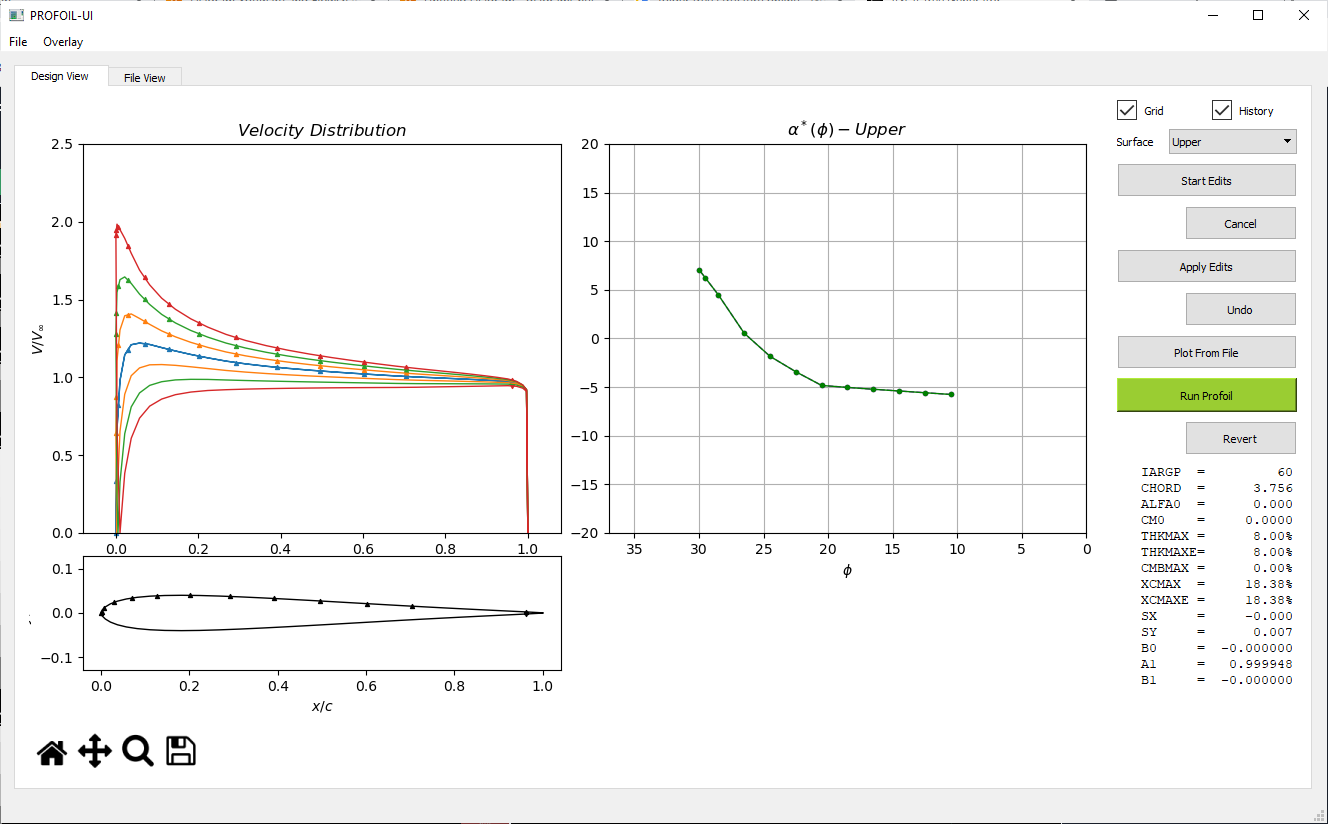 PROFOIL-UI
File Overlay
Design View File View
Velocity Distribution
2.5
2.0
1.5
1.0
0.5
0.0
V/V∞
0.0 0.2 0.4 0.6 0.8 1.0
0.1
0.0
−0.1
0.0 0.2 0.4 0.6 0.8 1.0
x/c
α*(ϕ) − Upper
20
15
10
5
0
−5
−10
−15
−20
35 30 25 20 15 10 5 0
ϕ
Grid History
Surface Upper
Start Edits
Cancel
Apply Edits
Undo
Plot From File
Run Profoil
Revert
IARGP = 60
CHORD = 3.756
ALFA0 = 0.000
CM0 = 0.0000
THKMAX = 8.00%
THKMAXE= 8.00%
CMBMAX = 0.00%
XCMAX = 18.38%
XCMAXE = 18.38%
SX = -0.000
SY = 0.007
B0 = -0.000000
A1 = 0.999948
B1 = -0.000000